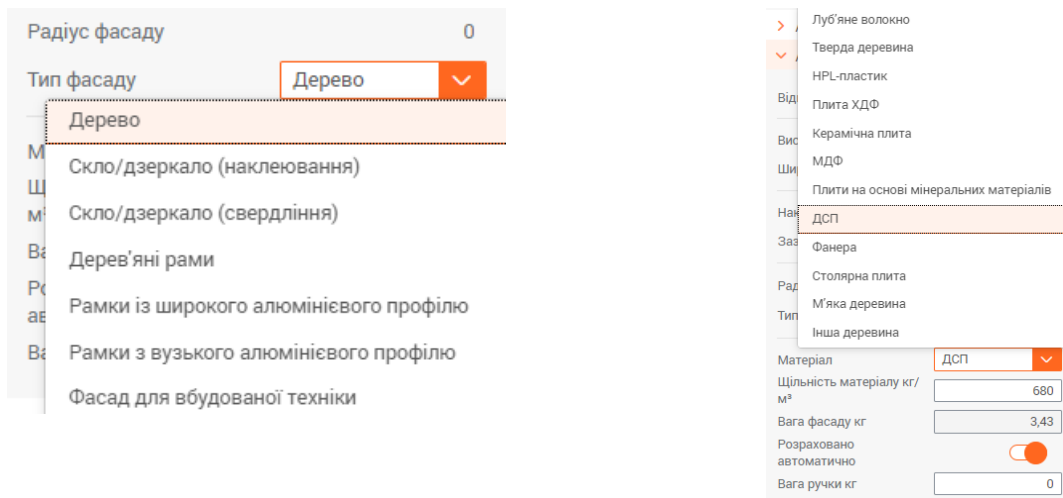 Радіус фасаду 0
Тип фасаду Дерево
Дерево
Скло/дзеркало (наклеювання)
Скло/дзеркало (свердління)
Дерев'яні рами
Рамки із широкого алюмінієвого профілю
Рамки з вузького алюмінієвого профілю
Фасад для вбудованої техніки
Луб'яне волокно
Тверда деревина
HPL-пластик
Плита ХДФ
Керамічна плита
МДФ
Плити на основі мінеральних матеріалів
ДСП
Фанера
Столярна плита
М'яка деревина
Інша деревина
Матеріал ДСП
Щільність матеріалу кг/
м³ 680
Вага фасаду кг 3,43
Розраховано
автоматично
Вага ручки кг 0